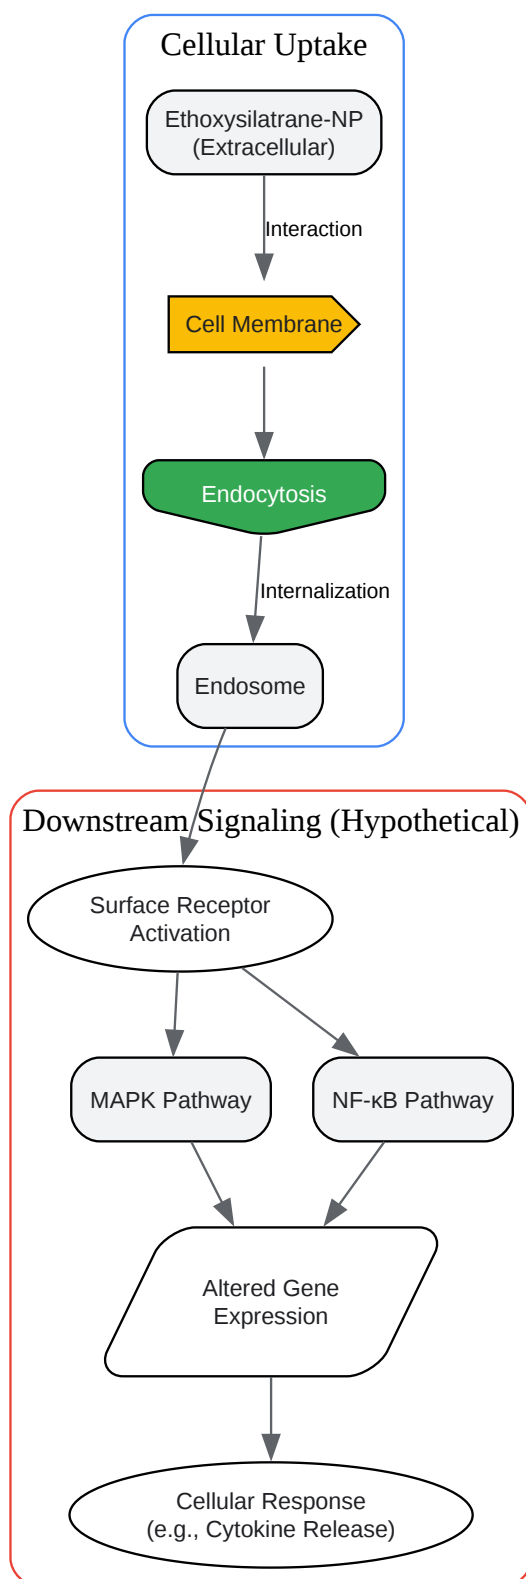 Cellular Uptake
Ethoxysilatrane-NP
(Extracellular)
Interaction
Cell Membrane
Endocytosis
Internalization
Endosome
Downstream Signaling (Hypothetical)
Surface Receptor
Activation
MAPK Pathway
NF-κB Pathway
Altered Gene
Expression
Cellular Response
(e.g., Cytokine Release)